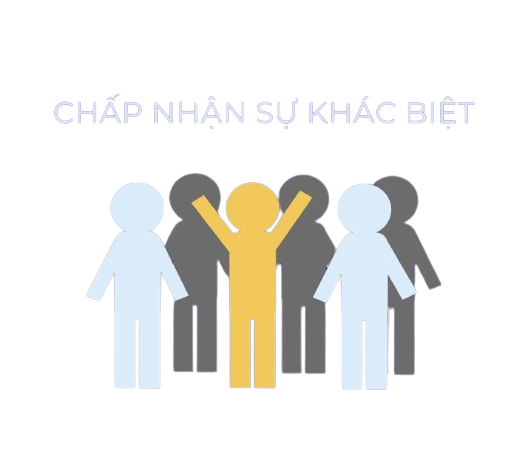 CHẤP NHẬN SỰ KHÁC BIỆT